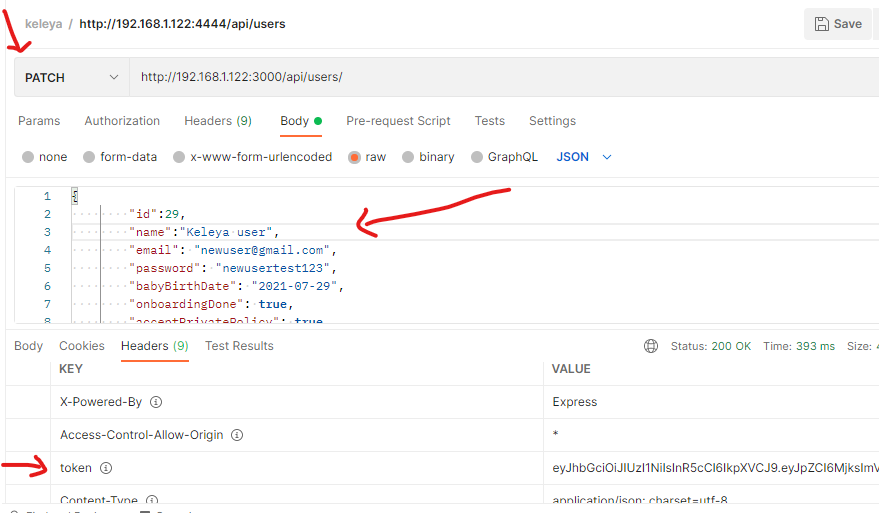 keleya / http://192.168.1.122:4444/api/users
Save
PATCH
http://192.168.1.122:3000/api/users/
Params Authorization Headers (9) Body Pre-request Script Tests Settings
none form-data x-www-form-urlencoded raw binary GraphQL JSON
1 {
2 "id":29,
3 "name":"Keleya user",
4 "email": "newuser@gmail.com",
5 "password": "newusertest123",
6 "babyBirthDate": "2021-07-29",
7 "onboardingDone": true,
8 "acceptPrivatePolicy": true
Body Cookies Headers (9) Test Results Status: 200 OK Time: 393 ms Size:
KEY VALUE
X-Powered-By Express
Access-Control-Allow-Origin *
token eyJhbGciOiJIUzI1NiIsInR5cCI6IkpXVCJ9.eyJpZCI6MjksImV
Content-Type application/json; charset=utf-8